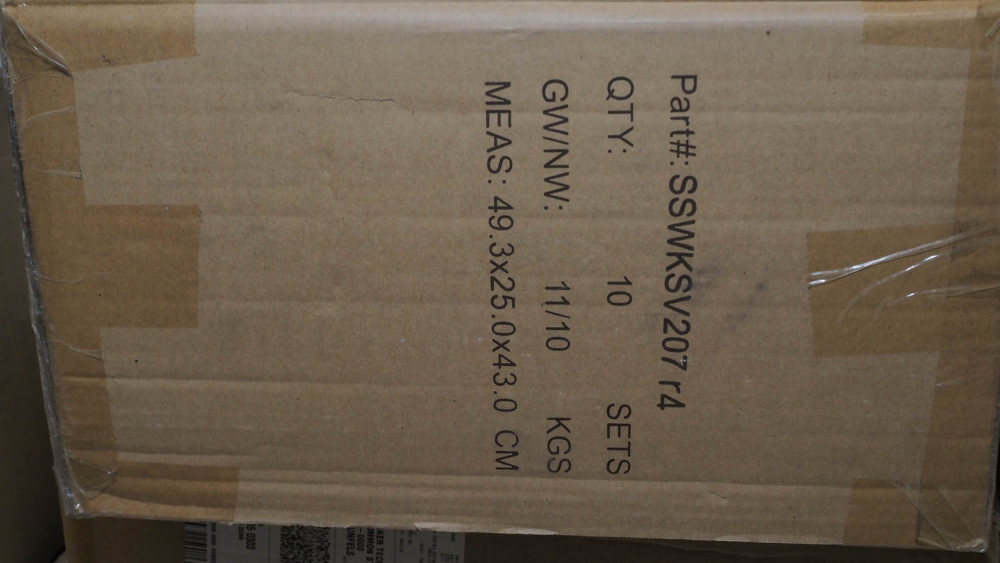 Part#: SSWKSV207 r4
QTY: 10 SETS
GW/NW: 11/10 KGS
MEAS: 49.3x25.0x43.0 CM